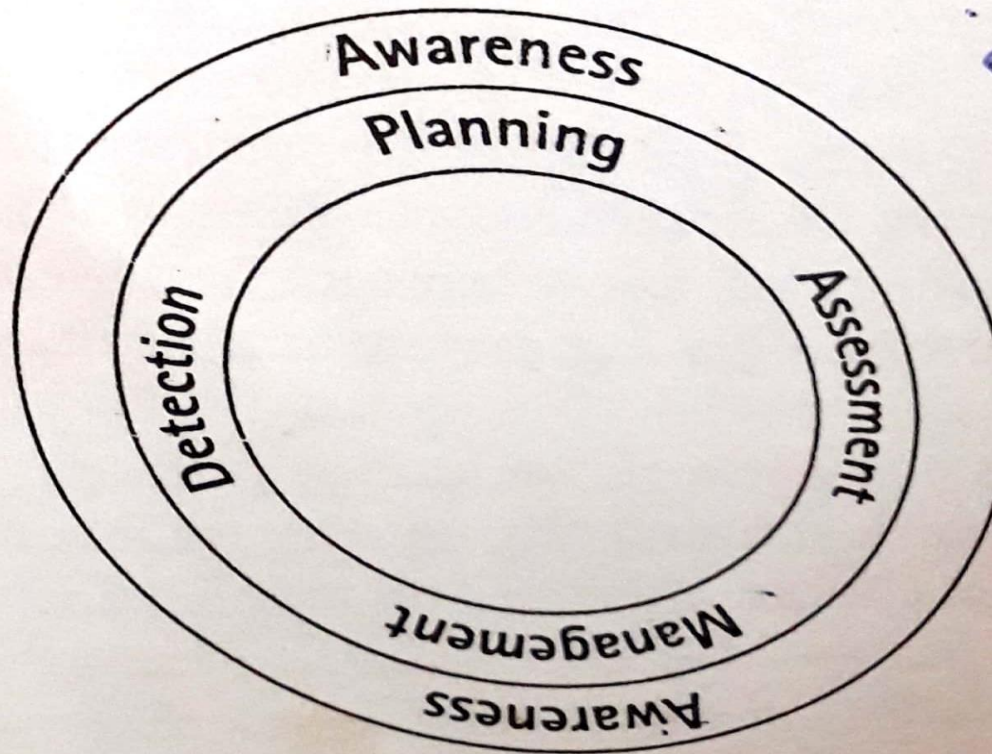 Awareness
Planning
Assessment
Detection
Management
Awareness